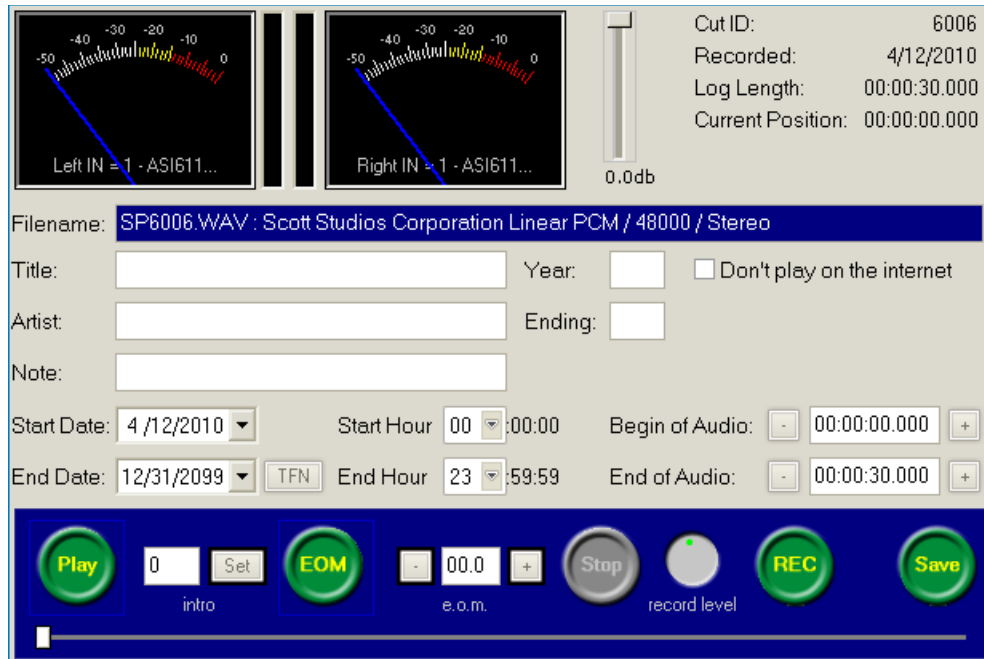 -50 -40 -30 -20 -10 0
Left IN = 1 - ASI611...
-50 -40 -30 -20 -10 0
Right IN = 1 - ASI611...
0.0db
Cut ID: 6006
Recorded: 4/12/2010
Log Length: 00:00:30.000
Current Position: 00:00:00.000
Filename: SP6006.WAV : Scott Studios Corporation Linear PCM / 48000 / Stereo
Title: Year: Don't play on the internet
Artist: Ending:
Note:
Start Date: 4 /12/2010 Start Hour 00 :00:00 Begin of Audio: - 00:00:00.000 +
End Date: 12/31/2099 TFN End Hour 23 :59:59 End of Audio: - 00:00:30.000 +
Play 0 Set EOM - 00.0 + Stop REC Save
intro e.o.m. record level